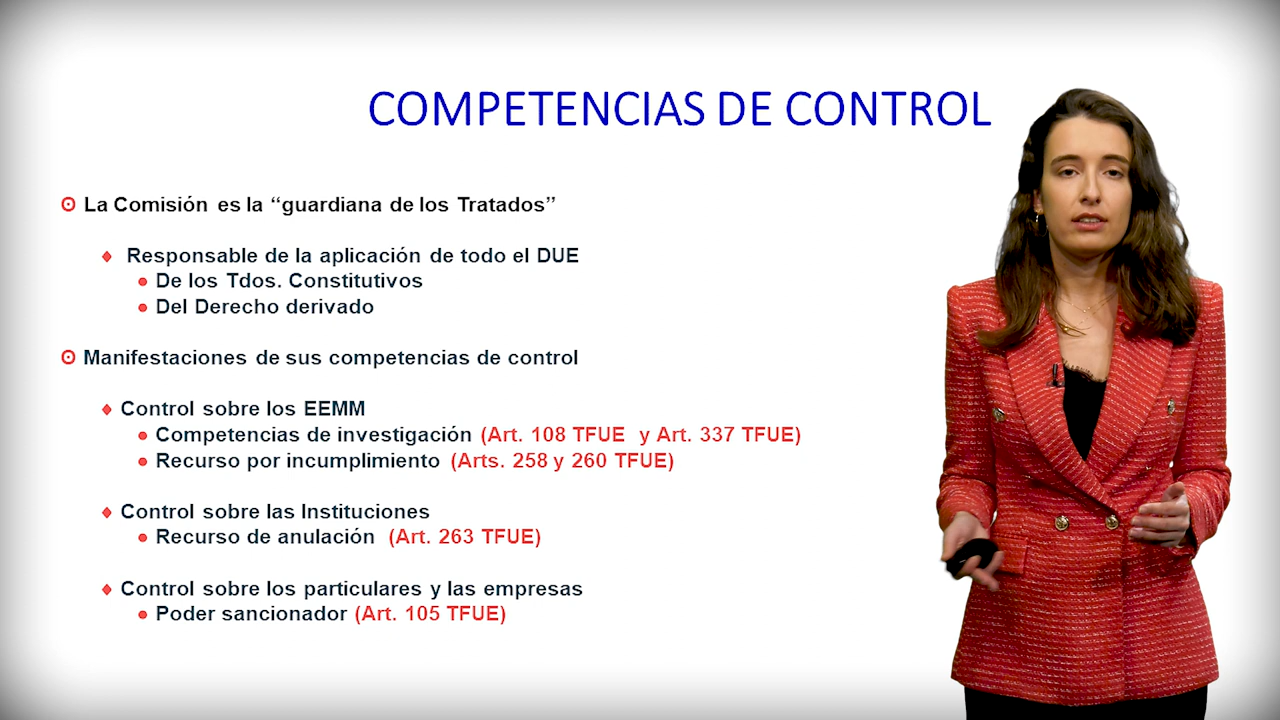 COMPETENCIAS DE CONTROL
La Comisión es la “guardiana de los Tratados”
Responsable de la aplicación de todo el DUE
De los Tdos. Constitutivos
Del Derecho derivado
Manifestaciones de sus competencias de control
Control sobre los EEMM
Competencias de investigación (Art. 108 TFUE y Art. 337 TFUE)
Recurso por incumplimiento (Arts. 258 y 260 TFUE)
Control sobre las Instituciones
Recurso de anulación (Art. 263 TFUE)
Control sobre los particulares y las empresas
Poder sancionador (Art. 105 TFUE)